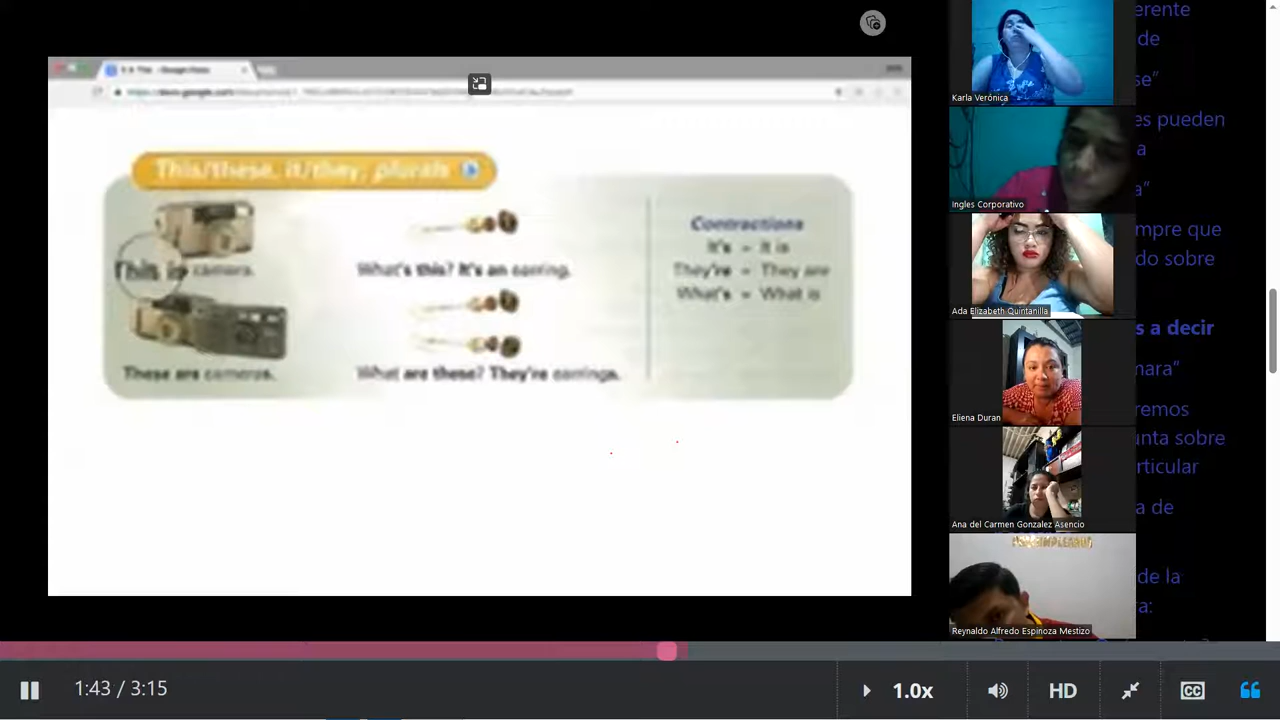 This/these, it/they, plurals
This is camera.
What's this? It's an earring.
These are cameras.
What are these? They're earrings.
Contractions
It's = It is
They're = They are
What's = What is
Karla Verónica
Ingles Corporativo
Ada Elizabeth Quintanilla
Eliena Duran
Ana del Carmen Gonzalez Asencio
Reynaldo Alfredo Espinoza Mestizo
erente
de
se”
es pueden
a
a”
mpre que
do sobre
s a decir
mara”
remos
unta sobre
rticular
a de
de la
a:
1:43 / 3:15
1.0x
HD
CC